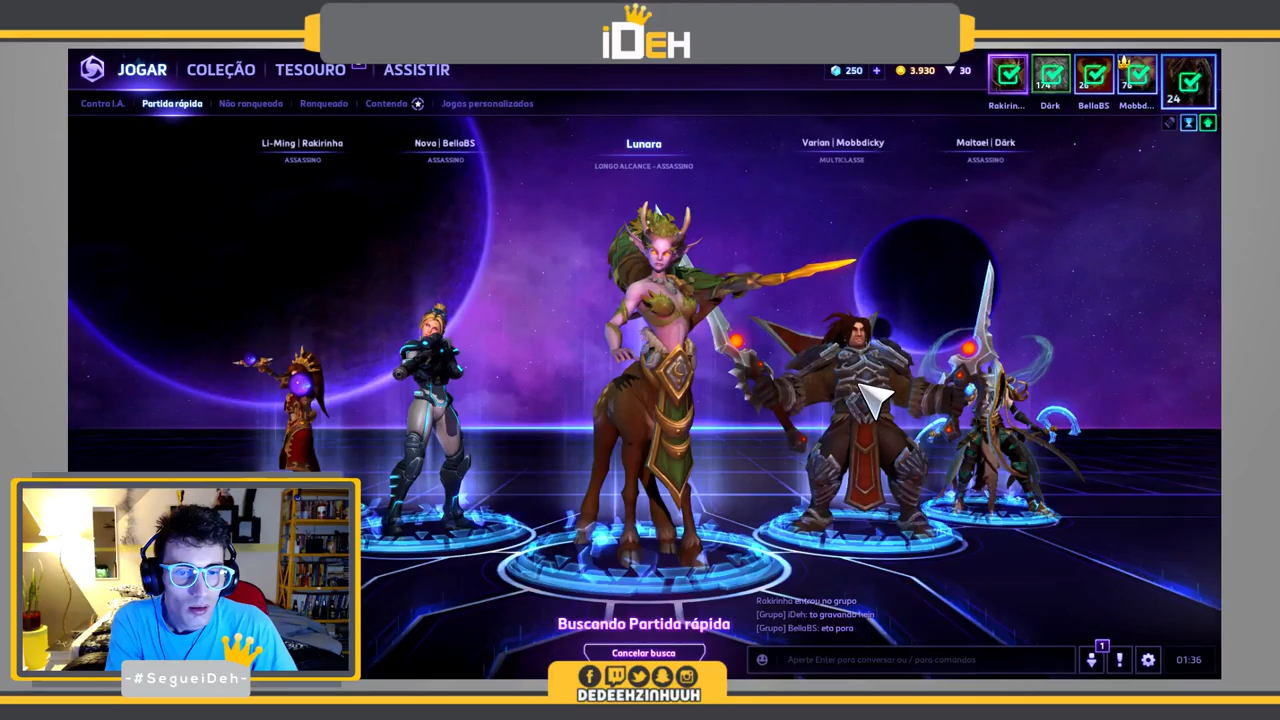 iDEH
JOGAR COLEÇÃO TESOURO ASSISTIR
250 + 3.930 30
174 26 76 24
Rakirin... Dârk BellaBS Mobbd...
Contra I.A. Partida rápida Não ranqueada Ranqueado Contenda Jogos personalizados
Li-Ming | Rakirinha
ASSASSINO
Nova | BellaBS
ASSASSINO
Lunara
LONGO ALCANCE - ASSASSINO
Varian | Mobbdicky
MULTICLASSE
Maltael | Dârk
ASSASSINO
Rakirinha entrou no grupo
[Grupo] iDeh: to gravando hein
[Grupo] BellaBS: eta pora
Buscando Partida rápida
Cancelar busca
Aperte Enter para conversar ou / para comandos
1
01:36
-#SegueiDeh-
DEDEEHZINHUUH